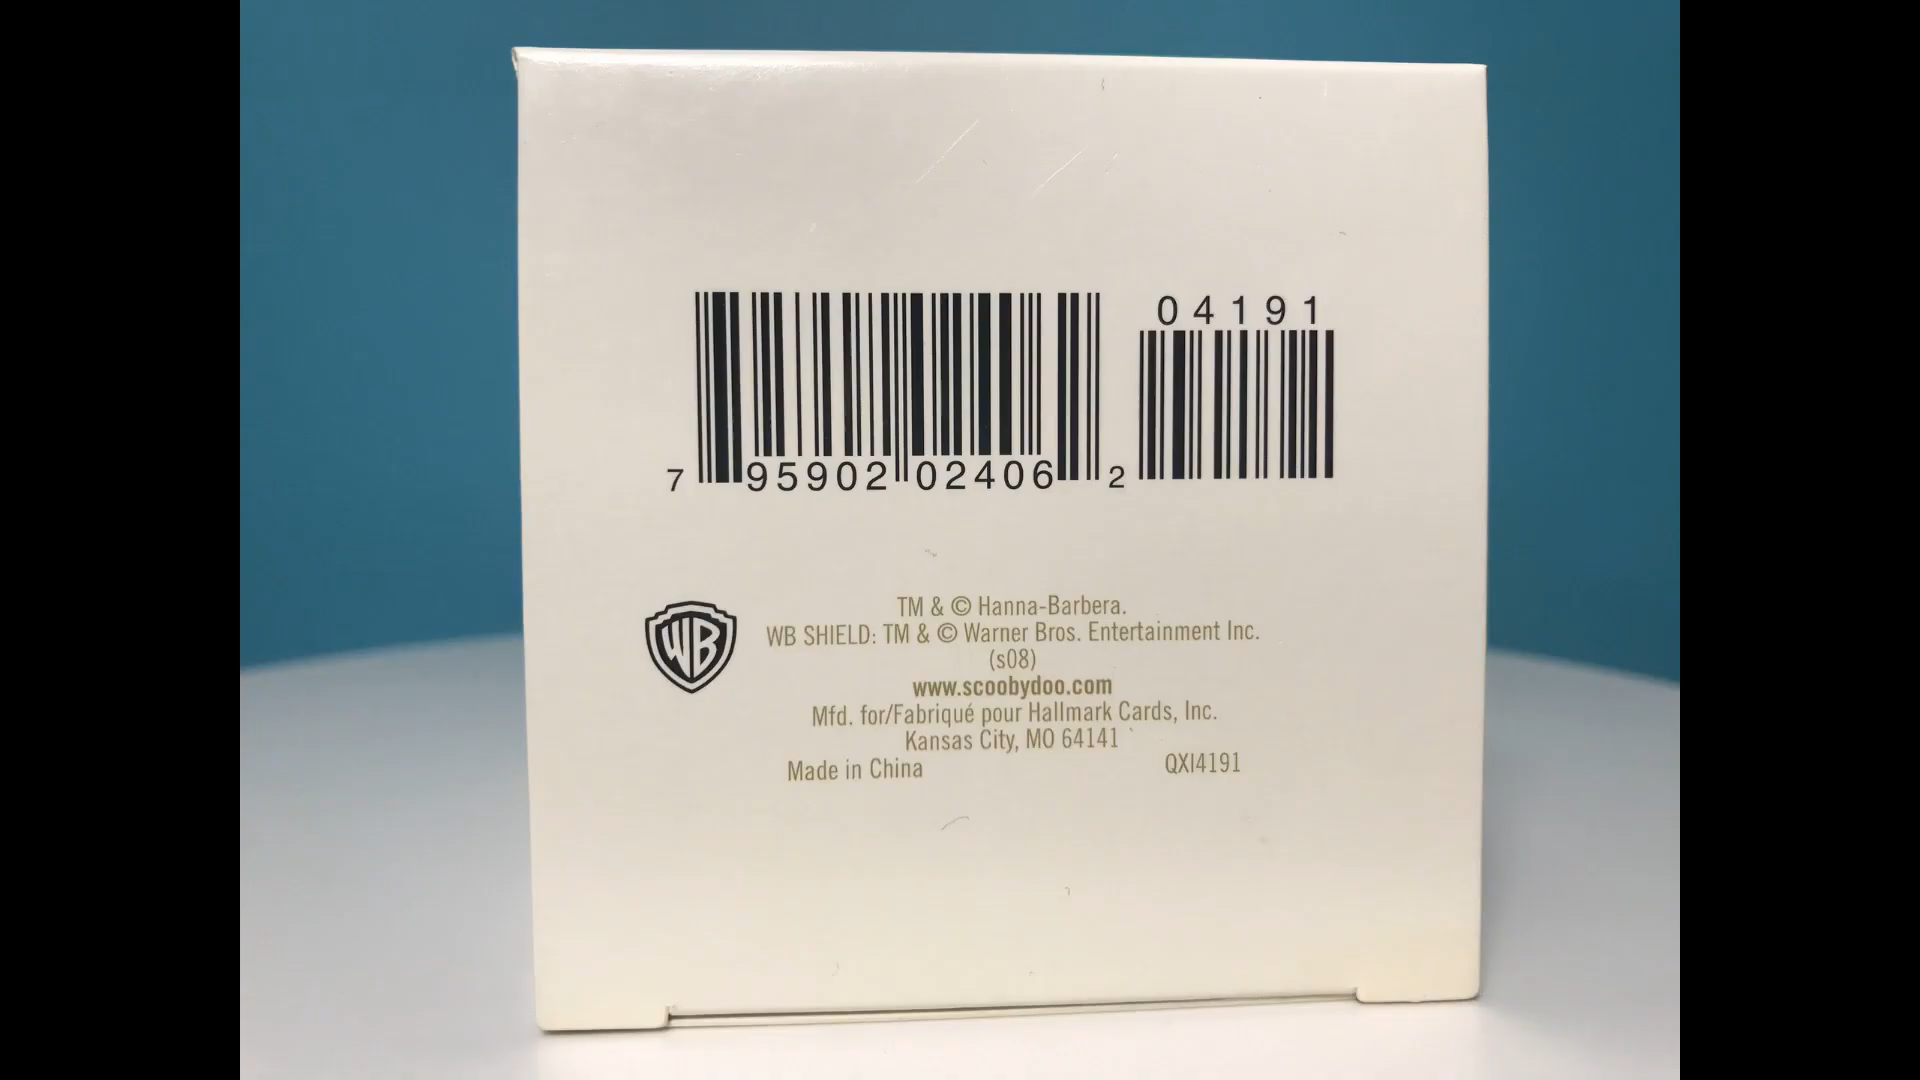 04191
7 95902 02406 2
WB
TM & © Hanna-Barbera.
WB SHIELD: TM & © Warner Bros. Entertainment Inc.
(s08)
www.scoobydoo.com
Mfd. for/Fabriqué pour Hallmark Cards, Inc.
Kansas City, MO 64141
Made in China QXI4191